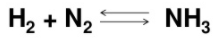 H₂ + N₂ ⇌ NH₃